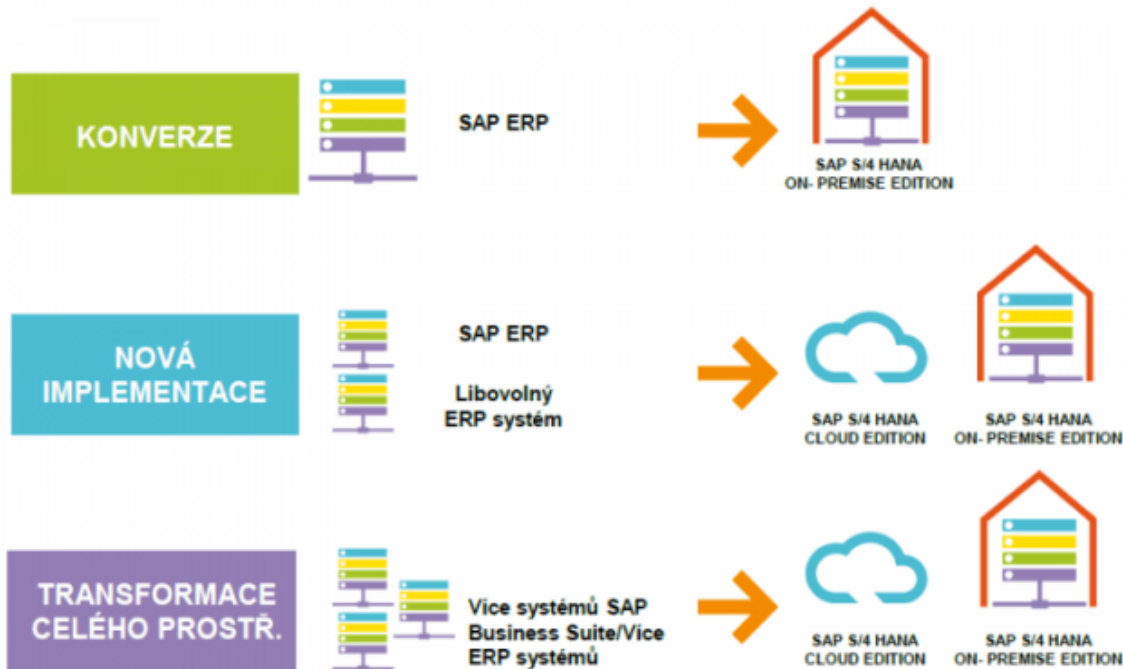 KONVERZE
SAP ERP
SAP S/4 HANA
ON- PREMISE EDITION
NOVÁ
IMPLEMENTACE
SAP ERP
Libovolný
ERP systém
SAP S/4 HANA
CLOUD EDITION
SAP S/4 HANA
ON- PREMISE EDITION
TRANSFORMACE
CELÉHO PROSTŘ.
Více systémů SAP
Business Suite/Více
ERP systémů
SAP S/4 HANA
CLOUD EDITION
SAP S/4 HANA
ON- PREMISE EDITION